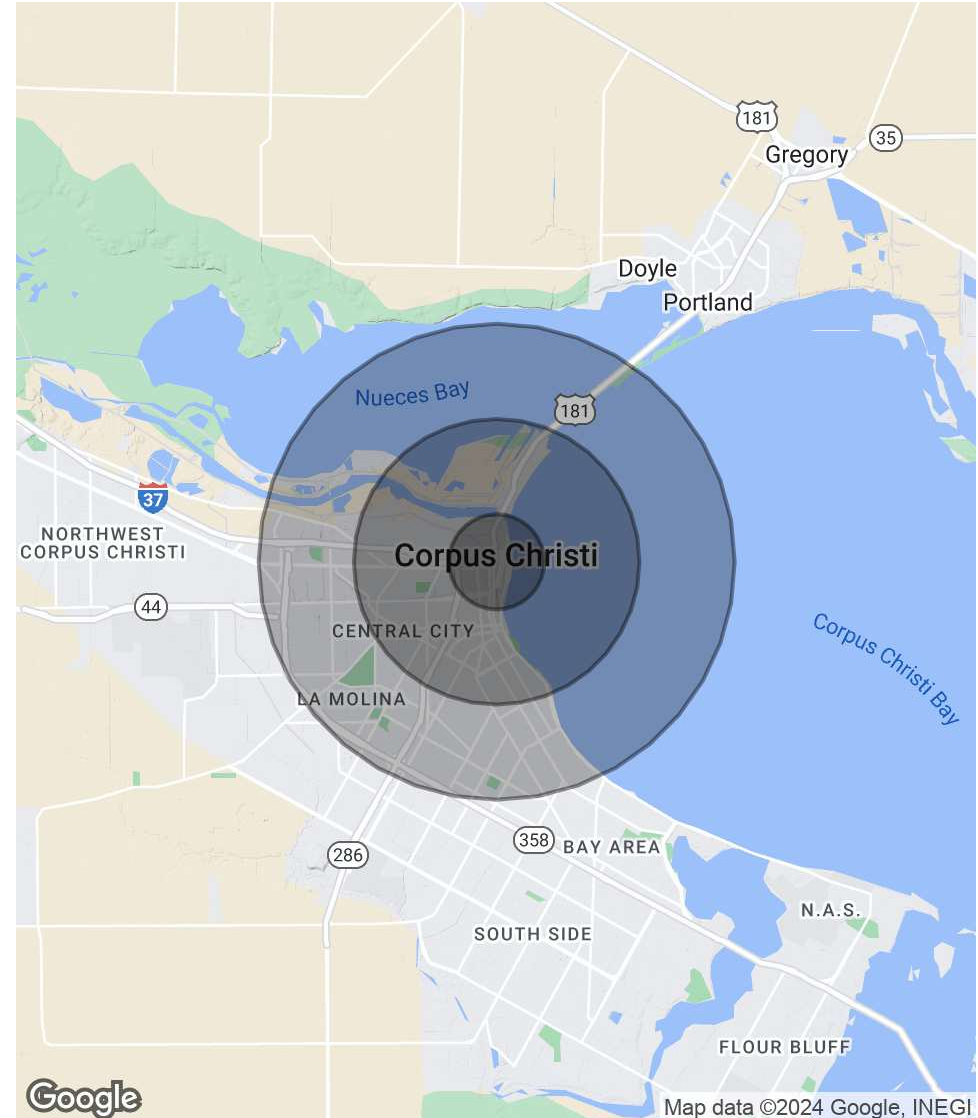 181
35
Gregory
Doyle
Portland
Nueces Bay
181
37
NORTHWEST
CORPUS CHRISTI
Corpus Christi
44
CENTRAL CITY
Corpus Christi Bay
LA MOLINA
358
BAY AREA
286
N.A.S.
SOUTH SIDE
FLOUR BLUFF
Google
Map data ©2024 Google, INEGI